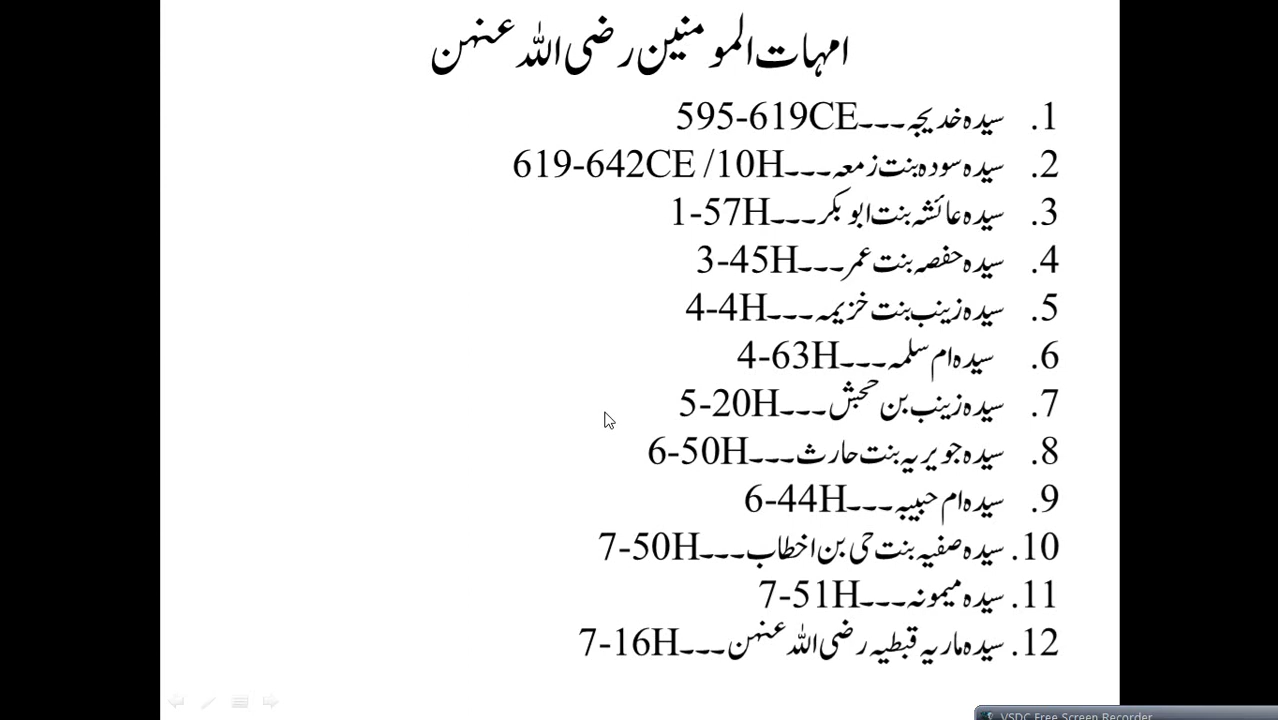 امہات المومنین رضی اللہ عنہن
1. سیدہ خدیجہ۔۔۔595-619CE
2. سیدہ سودہ بنت زمعہ۔۔۔619-642CE /10H
3. سیدہ عائشہ بنت ابو بکر۔۔۔1-57H
4. سیدہ حفصہ بنت عمر۔۔۔3-45H
5. سیدہ زینب بنت خزیمہ۔۔۔4-4H
6. سیدہ ام سلمہ۔۔۔4-63H
7. سیدہ زینب بن حجش۔۔۔5-20H
8. سیدہ جویریہ بنت حارث۔۔۔6-50H
9. سیدہ ام حبیبہ۔۔۔6-44H
10. سیدہ صفیہ بنت حی بن اخطاب۔۔۔7-50H
11. سیدہ میمونہ۔۔۔7-51H
12. سیدہ ماریہ قبطیہ رضی اللہ عنہن۔۔۔7-16H
VSDC Free Screen Recorder